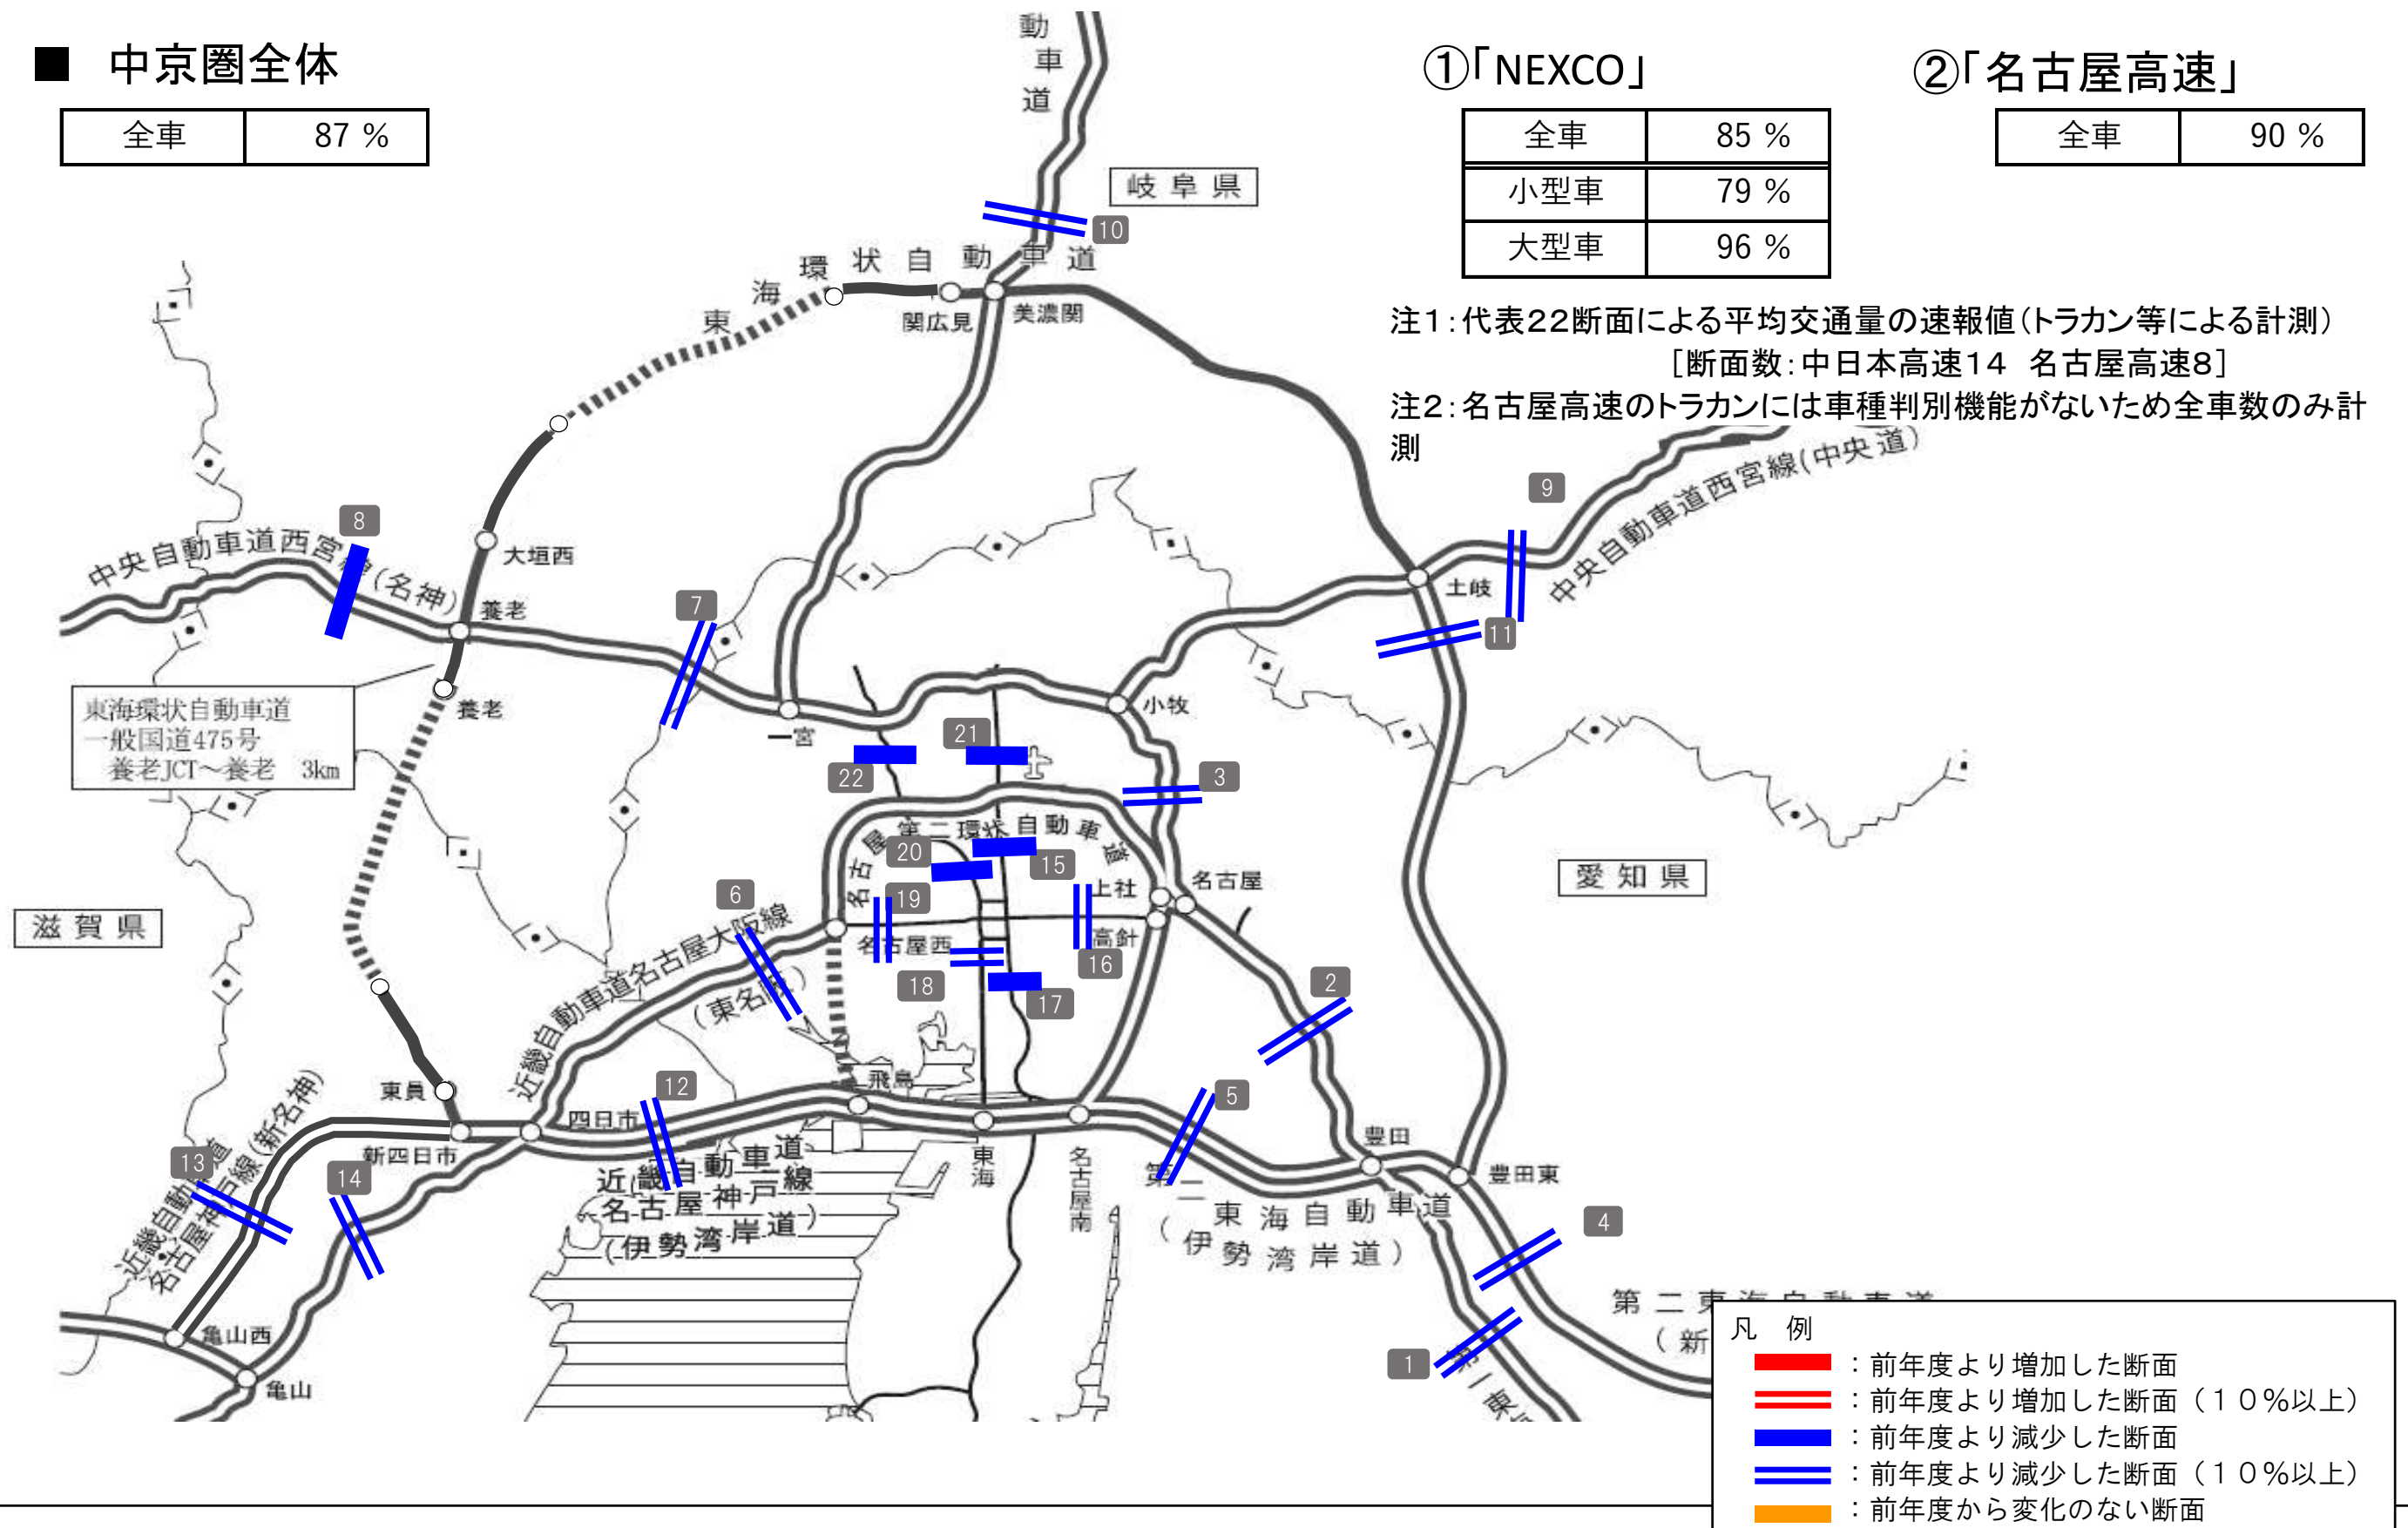 ■ 中京圏全体
全車 87 %
①「NEXCO」
全車 85 %
小型車 79 %
大型車 96 %
②「名古屋高速」
全車 90 %
注1:代表22断面による平均交通量の速報値(トラカン等による計測)
[断面数:中日本高速14 名古屋高速8]
注2:名古屋高速のトラカンには車種判別機能がないため全車数のみ計
測
動車道
岐阜県
10
東海環状自動車道
関広見
美濃関
9
中央自動車道西宮線(中央道)
8
中央自動車道西宮線(名神)
大垣西
養老
7
土岐
11
東海環状自動車道
一般国道475号
養老JCT～養老 3km
養老
一宮
小牧
21
22
3
名古屋第二環状自動車道
20
15
上社
名古屋
愛知県
滋賀県
6
19
名古屋西
高針
16
18
17
2
近畿自動車道名古屋大阪線
(東名阪)
東員
12
飛島
5
四日市
新四日市
東海
名古屋南
豊田
豊田東
13
14
近畿自動車道
名古屋神戸線(新名神)
近畿自動車道
名古屋神戸線
(伊勢湾岸道)
第二東海自動車道
(伊勢湾岸道)
4
亀山西
亀山
1
第一東
第二東海自動車道
(新
凡 例
:前年度より増加した断面
:前年度より増加した断面(10%以上)
:前年度より減少した断面
:前年度より減少した断面(10%以上)
:前年度から変化のない断面